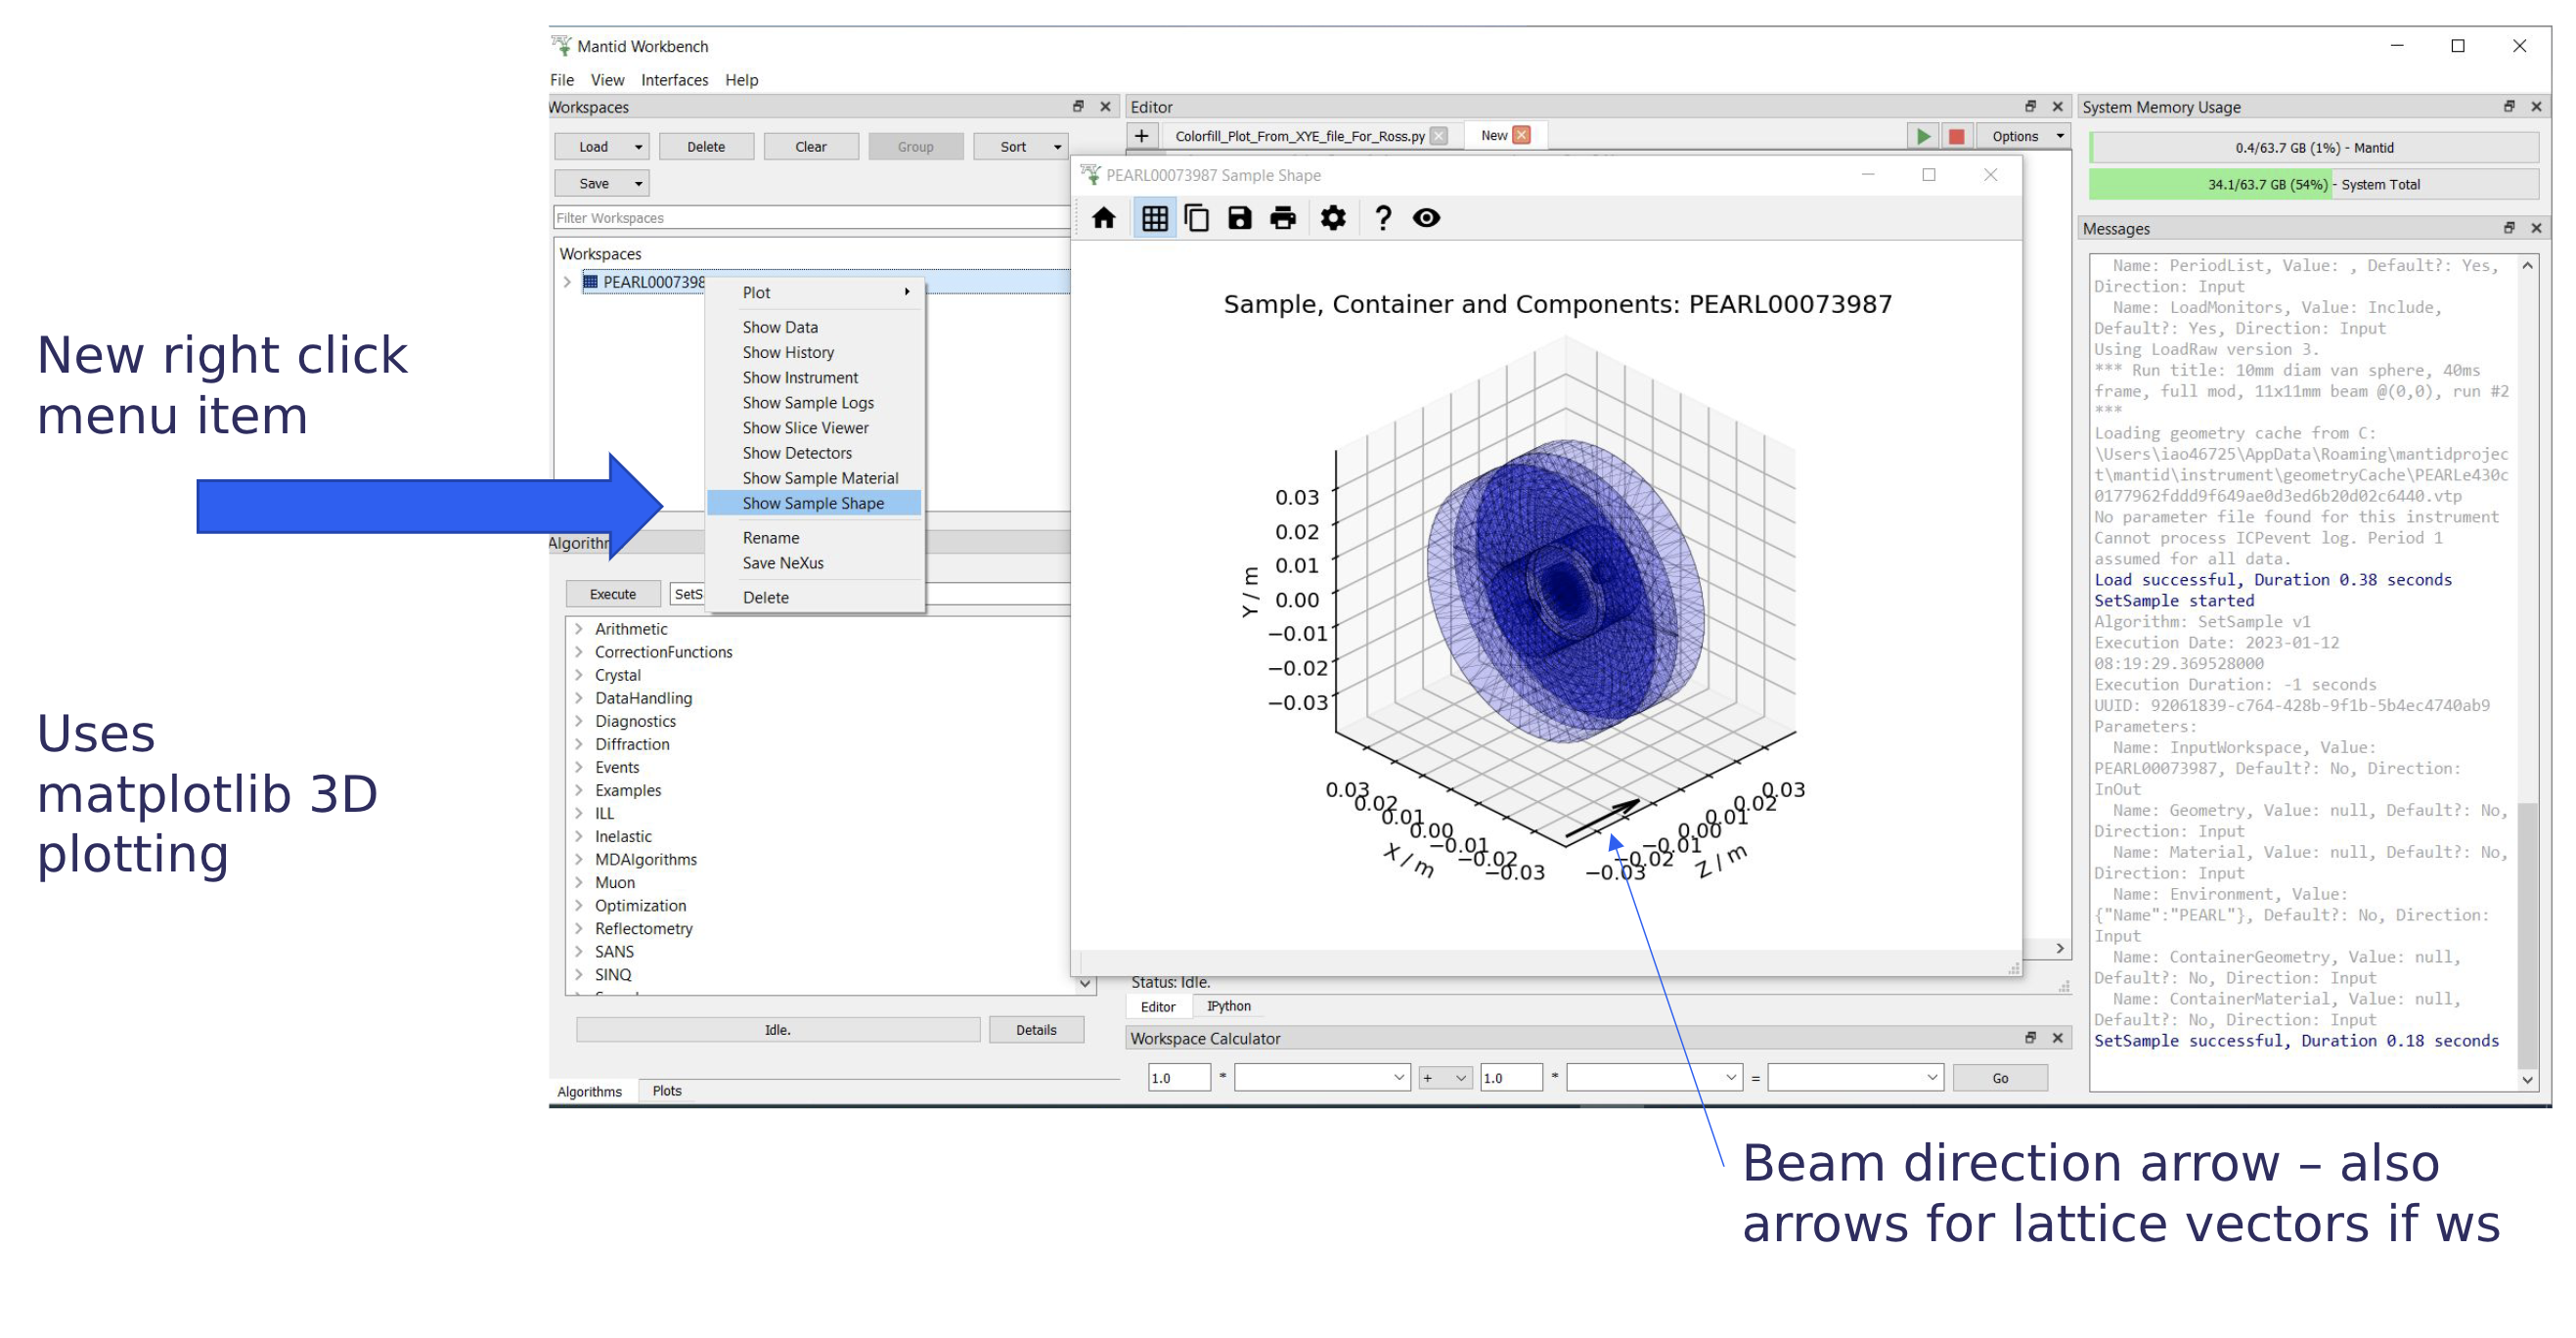 New right click
menu item
Uses
matplotlib 3D
plotting
Mantid Workbench
File View Interfaces Help
Workspaces
Load Delete Clear Group Sort
Save
Filter Workspaces
Workspaces
PEARL0007398
Plot
Show Data
Show History
Show Instrument
Show Sample Logs
Show Slice Viewer
Show Detectors
Show Sample Material
Show Sample Shape
Rename
Save NeXus
Delete
Execute
Arithmetic
CorrectionFunctions
Crystal
DataHandling
Diagnostics
Diffraction
Events
Examples
ILL
Inelastic
MDAlgorithms
Muon
Optimization
Reflectometry
SANS
SINQ
Idle. Details
Algorithms Plots
Editor
+ Colorfill_Plot_From_XYE_file_For_Ross.py New Options
PEARL00073987 Sample Shape
Sample, Container and Components: PEARL00073987
0.03
0.02
0.01
0.00
−0.01
−0.02
−0.03
Y / m
0.03
0.02
0.01
0.00
−0.01
−0.02
−0.03
X / m
−0.03
−0.02
−0.01
0.00
0.01
0.02
0.03
Z / m
Status: Idle.
Editor IPython
Workspace Calculator
1.0 * + 1.0 * = Go
System Memory Usage
0.4/63.7 GB (1%) - Mantid
34.1/63.7 GB (54%) - System Total
Messages
Name: PeriodList, Value: , Default?: Yes,
Direction: Input
Name: LoadMonitors, Value: Include,
Default?: Yes, Direction: Input
Using LoadRaw version 3.
*** Run title: 10mm diam van sphere, 40ms
frame, full mod, 11x11mm beam @(0,0), run #2
***
Loading geometry cache from C:
\Users\iao46725\AppData\Roaming\mantidprojec
t\mantid\instrument\geometryCache\PEARLe430c
0177962fddd9f649ae0d3ed6b20d02c6440.vtp
No parameter file found for this instrument
Cannot process ICPevent log. Period 1
assumed for all data.
Load successful, Duration 0.38 seconds
SetSample started
Algorithm: SetSample v1
Execution Date: 2023-01-12
08:19:29.369528000
Execution Duration: -1 seconds
UUID: 92061839-c764-428b-9f1b-5b4ec4740ab9
Parameters:
Name: InputWorkspace, Value:
PEARL00073987, Default?: No, Direction:
InOut
Name: Geometry, Value: null, Default?: No,
Direction: Input
Name: Material, Value: null, Default?: No,
Direction: Input
Name: Environment, Value:
{"Name":"PEARL"}, Default?: No, Direction:
Input
Name: ContainerGeometry, Value: null,
Default?: No, Direction: Input
Name: ContainerMaterial, Value: null,
Default?: No, Direction: Input
SetSample successful, Duration 0.18 seconds
Beam direction arrow – also
arrows for lattice vectors if ws